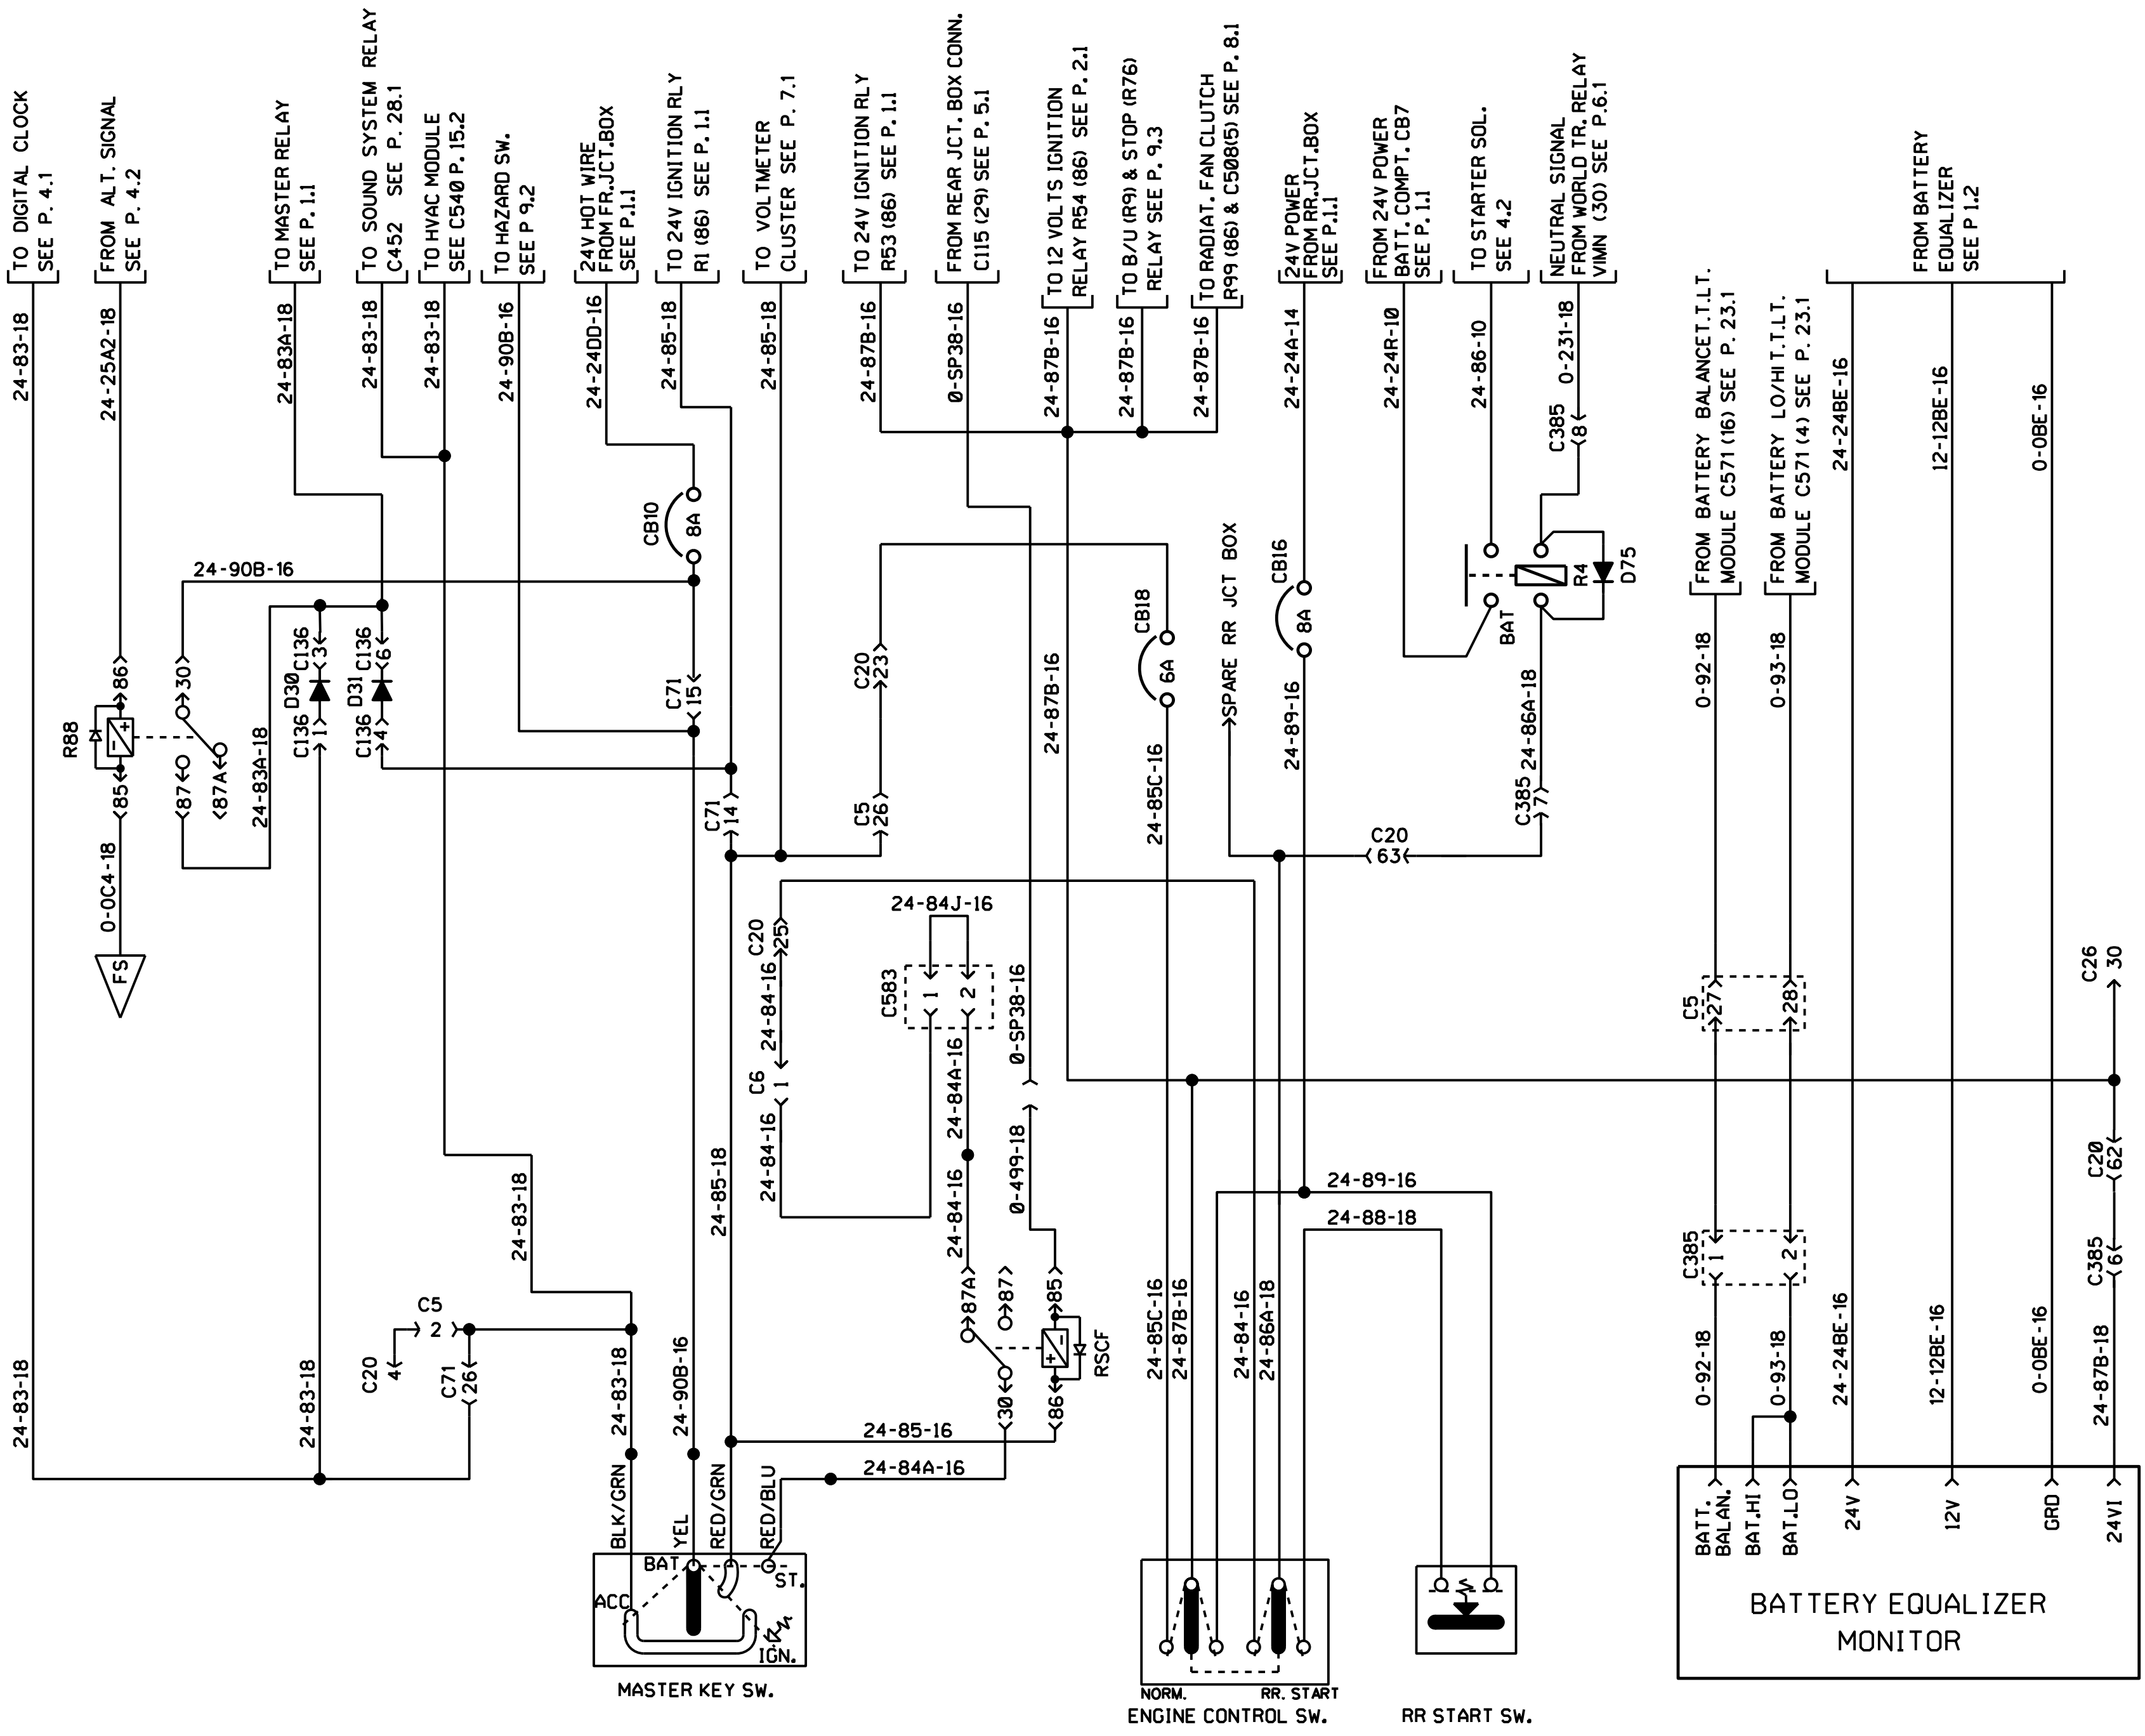 TO DIGITAL CLOCK
SEE P. 4.1
FROM ALT. SIGNAL
SEE P. 4.2
TO MASTER RELAY
SEE P. 1.1
TO SOUND SYSTEM RELAY
C452 SEE P. 28.1
TO HVAC MODULE
SEE C540 P. 15.2
TO HAZARD SW.
SEE P 9.2
24V HOT WIRE
FROM FR.JCT.BOX
SEE P.1.1
TO 24V IGNITION RLY
R1 (86) SEE P. 1.1
TO VOLTMETER
CLUSTER SEE P. 7.1
TO 24V IGNITION RLY
R53 (86) SEE P. 1.1
FROM REAR JCT. BOX CONN.
C115 (29) SEE P. 5.1
TO 12 VOLTS IGNITION
RELAY R54 (86) SEE P. 2.1
TO B/U (R9) & STOP (R76)
RELAY SEE P. 9.3
TO RADIAT. FAN CLUTCH
R99 (86) & C508(5) SEE P. 8.1
24V POWER
FROM RR.JCT.BOX
SEE P.1.1
FROM 24V POWER
BATT. COMPT. CB7
SEE P. 1.1
TO STARTER SOL.
SEE 4.2
NEUTRAL SIGNAL
FROM WORLD TR. RELAY
VIMN (30) SEE P.6.1
FROM BATTERY BALANCET.T.LT.
MODULE C571 (16) SEE P. 23.1
FROM BATTERY LO/HI T.T.LT.
MODULE C571 (4) SEE P. 23.1
FROM BATTERY
EQUALIZER
SEE P 1.2
24-83-18
24-25A2-18
24-83A-18
24-83-18
24-83-18
24-90B-16
24-24DD-16
24-85-18
24-85-18
24-87B-16
0-SP38-16
24-87B-16
24-87B-16
24-87B-16
24-24A-14
24-24R-10
24-86-10
0-231-18
C385
8
24-24BE-16
12-12BE-16
0-0BE-16
CB10
8A
24-90B-16
C20
23
CB18
6A
SPARE RR JCT BOX
CB16
8A
BAT
R4
D75
0-92-18
0-93-18
R88
86
85
30
87
87A
24-83A-18
D30
C136
3
C136
1
D31
C136
6
C136
4
C71
15
C71
14
C5
26
24-87B-16
24-85C-16
24-89-16
24-86A-18
C385
7
C20
63
0-0C4-18
FS
C20
25
24-84-16
C6
1
24-84-16
24-84J-16
C583
1
2
24-84A-16
24-84-16
0-SP38-16
0-499-18
C5
27
28
C26
30
C20
62
C385
6
C385
1
2
24-83-18
24-85-18
24-89-16
24-88-18
C5
2
C20
4
C71
26
24-83-18
24-83-18
24-83-18
24-90B-16
87A
87
85
30
86
RSCF
24-85-16
24-84A-16
24-85C-16
24-87B-16
24-84-16
24-86A-18
0-92-18
0-93-18
24-24BE-16
12-12BE-16
0-0BE-16
24-87B-18
BLK/GRN
YEL
RED/GRN
RED/BLU
BAT
ACC
ST.
IGN.
MASTER KEY SW.
NORM.
RR. START
ENGINE CONTROL SW.
RR START SW.
BATT.
BALAN.
BAT.HI
BAT.LO
24V
12V
GRD
24VI
BATTERY EQUALIZER
MONITOR